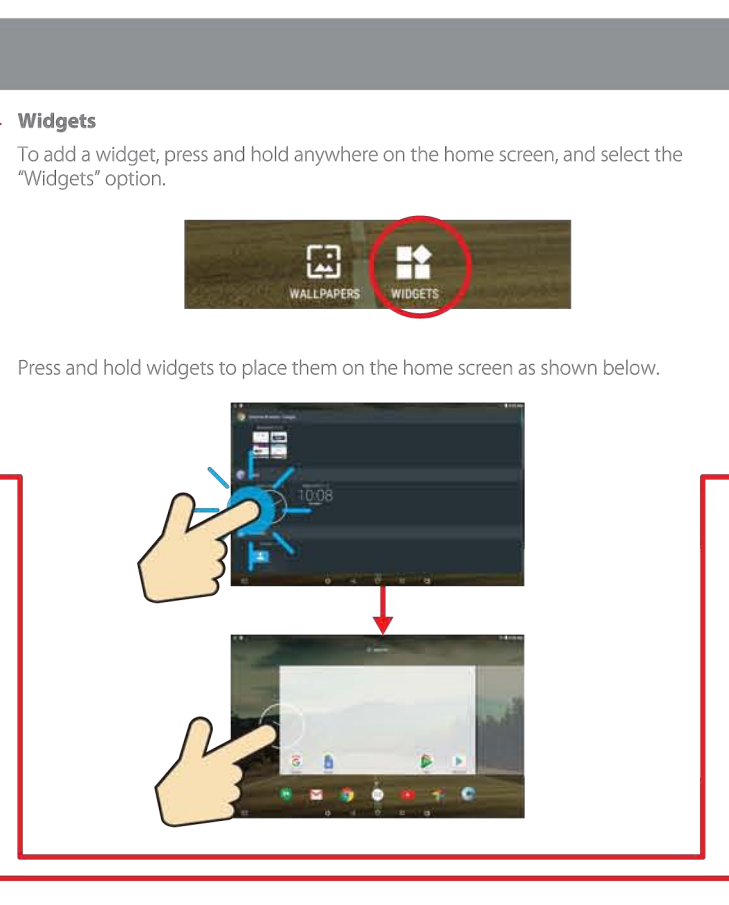 Widgets
To add a widget, press and hold anywhere on the home screen, and select the
“Widgets” option.
WALLPAPERS WIDGETS
Press and hold widgets to place them on the home screen as shown below.
10:08